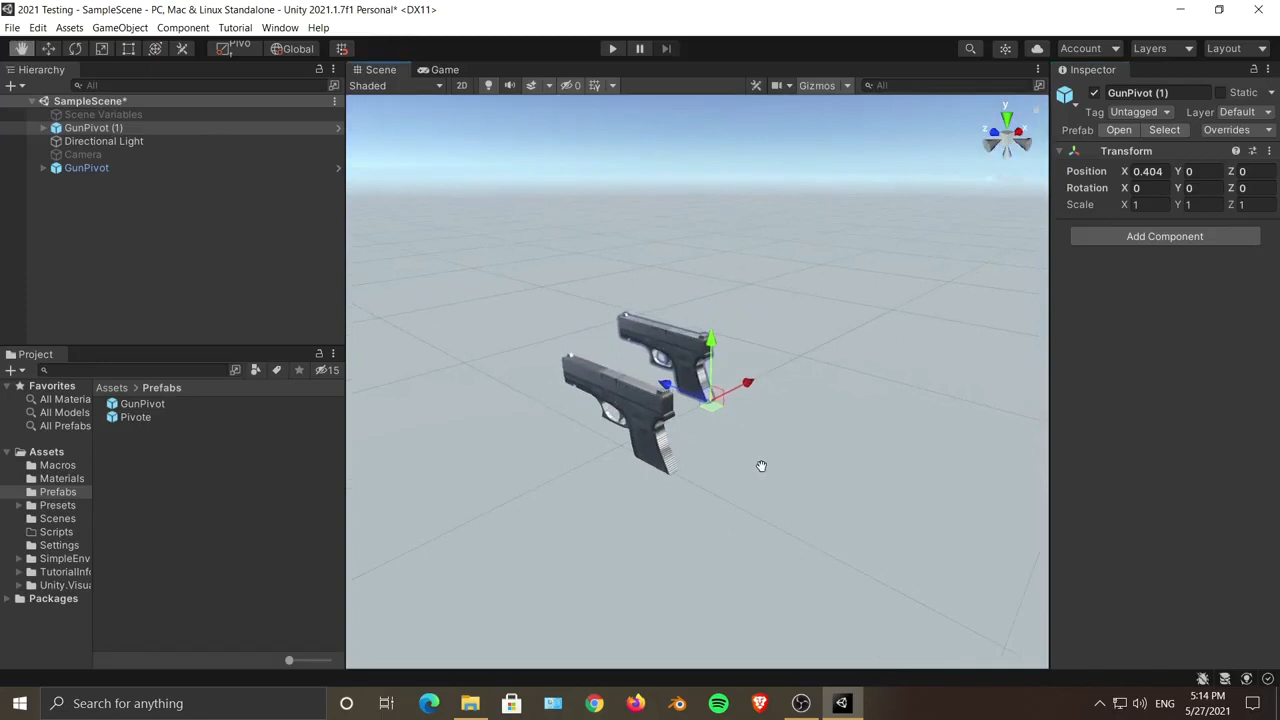 2021 Testing - SampleScene - PC, Mac & Linux Standalone - Unity 2021.1.7f1 Personal* <DX11>
File Edit Assets GameObject Component Tutorial Window Help
Pivot Global Account Layers Layout
Hierarchy
All
SampleScene*
Scene Variables
GunPivot (1)
Directional Light
Camera
GunPivot
Scene Game
Shaded 2D 0 Gizmos All
y
z x
Inspector
GunPivot (1) Static
Tag Untagged Layer Default
Prefab Open Select Overrides
Transform
Position X 0.404 Y 0 Z 0
Rotation X 0 Y 0 Z 0
Scale X 1 Y 1 Z 1
Add Component
Project
15
Favorites
All Materia
All Models
All Prefabs
Assets
Macros
Materials
Prefabs
Presets
Scenes
Scripts
Settings
SimpleEnv
TutorialInfo
Unity.Visua
Packages
Assets > Prefabs
GunPivot
Pivote
Search for anything
ENG
5:14 PM
5/27/2021